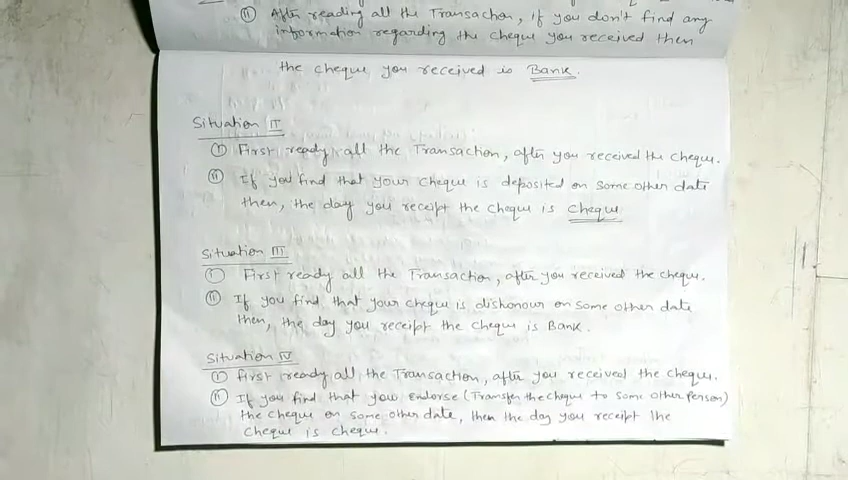 (ii) After reading all the Transaction, if you don't find any
information regarding the cheque you received then
the cheque you received is Bank.
Situation II
(i) First ready all the Transaction, after you received the cheque.
(ii) If you find that your cheque is deposited on some other date
then, the day you receipt the cheque is cheque
Situation III
(i) First ready all the Transaction, after you received the cheque.
(ii) If you find that your cheque is dishonour on some other date
then, the day you receipt the cheque is Bank.
Situation IV
(i) First ready all the Transaction, after you received the cheque.
(ii) If you find that you Endorse (Transfer the cheque to some other person)
the cheque on some other date, then the day you receipt the
cheque is cheque.